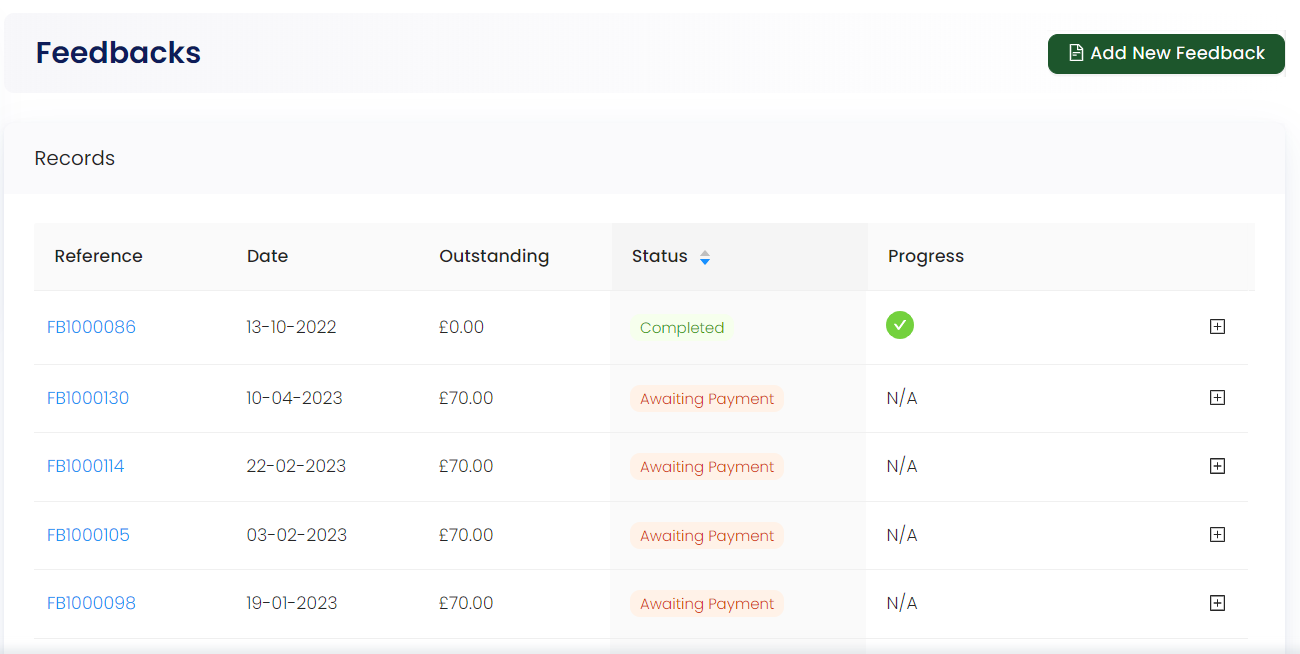 Feedbacks
Add New Feedback
Records
Reference Date Outstanding Status Progress
FB1000086 13-10-2022 £0.00 Completed
FB1000130 10-04-2023 £70.00 Awaiting Payment N/A
FB1000114 22-02-2023 £70.00 Awaiting Payment N/A
FB1000105 03-02-2023 £70.00 Awaiting Payment N/A
FB1000098 19-01-2023 £70.00 Awaiting Payment N/A